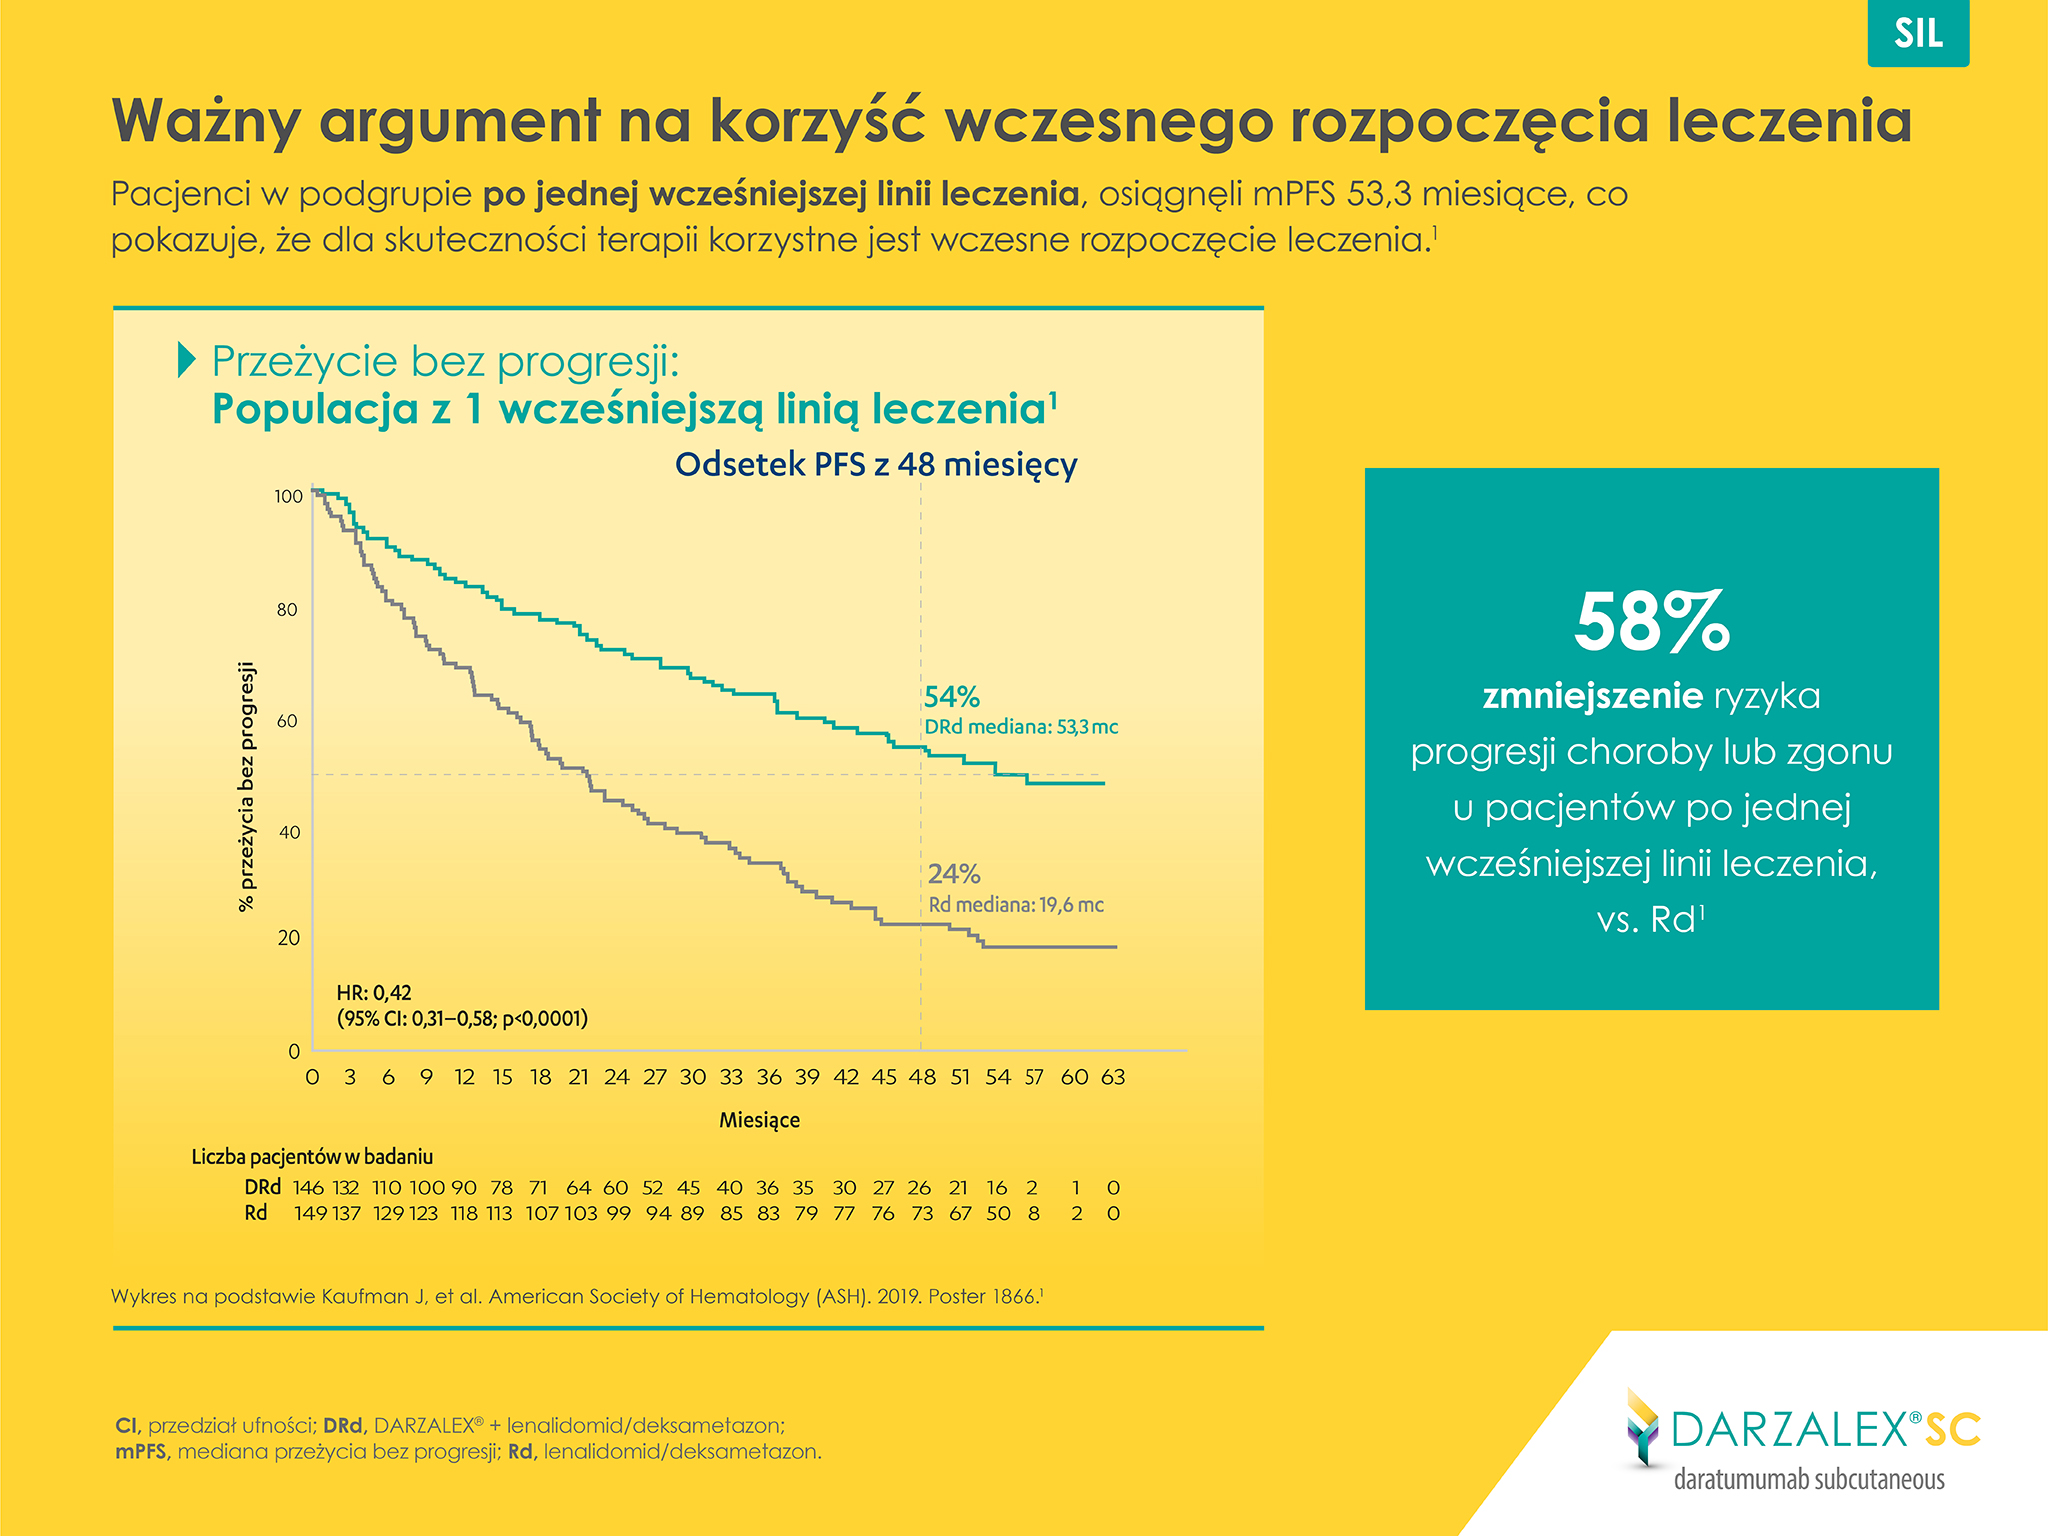 SIL
Ważny argument na korzyść wczesnego rozpoczęcia leczenia
Pacjenci w podgrupie po jednej wcześniejszej linii leczenia, osiągnęli mPFS 53,3 miesiące, co
pokazuje, że dla skuteczności terapii korzystne jest wczesne rozpoczęcie leczenia.1
Przeżycie bez progresji:
Populacja z 1 wcześniejszą linią leczenia1
Odsetek PFS z 48 miesięcy
100
80
60
40
20
0
% przeżycia bez progresji
54%
DRd mediana: 53,3 mc
24%
Rd mediana: 19,6 mc
HR: 0,42
(95% CI: 0,31–0,58; p<0,0001)
0 3 6 9 12 15 18 21 24 27 30 33 36 39 42 45 48 51 54 57 60 63
Miesiące
Liczba pacjentów w badaniu
DRd 146 132 110 100 90 78 71 64 60 52 45 40 36 35 30 27 26 21 16 2 1 0
Rd 149 137 129 123 118 113 107 103 99 94 89 85 83 79 77 76 73 67 50 8 2 0
Wykres na podstawie Kaufman J, et al. American Society of Hematology (ASH). 2019. Poster 1866.1
58%
zmniejszenie ryzyka
progresji choroby lub zgonu
u pacjentów po jednej
wcześniejszej linii leczenia,
vs. Rd1
CI, przedział ufności; DRd, DARZALEX® + lenalidomid/deksametazon;
mPFS, mediana przeżycia bez progresji; Rd, lenalidomid/deksametazon.
DARZALEX® SC
daratumumab subcutaneous